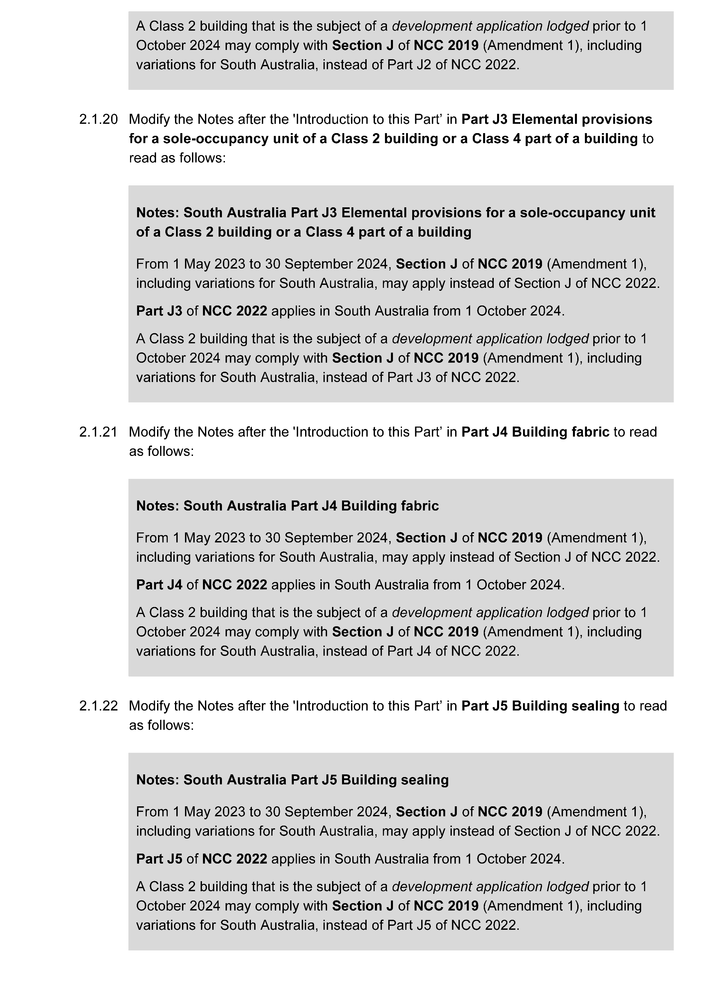 A Class 2 building that is the subject of a development application lodged prior to 1
October 2024 may comply with Section J of NCC 2019 (Amendment 1), including
variations for South Australia, instead of Part J2 of NCC 2022.
2.1.20 Modify the Notes after the 'Introduction to this Part’ in Part J3 Elemental provisions
for a sole-occupancy unit of a Class 2 building or a Class 4 part of a building to
read as follows:
Notes: South Australia Part J3 Elemental provisions for a sole-occupancy unit
of a Class 2 building or a Class 4 part of a building
From 1 May 2023 to 30 September 2024, Section J of NCC 2019 (Amendment 1),
including variations for South Australia, may apply instead of Section J of NCC 2022.
Part J3 of NCC 2022 applies in South Australia from 1 October 2024.
A Class 2 building that is the subject of a development application lodged prior to 1
October 2024 may comply with Section J of NCC 2019 (Amendment 1), including
variations for South Australia, instead of Part J3 of NCC 2022.
2.1.21 Modify the Notes after the 'Introduction to this Part’ in Part J4 Building fabric to read
as follows:
Notes: South Australia Part J4 Building fabric
From 1 May 2023 to 30 September 2024, Section J of NCC 2019 (Amendment 1),
including variations for South Australia, may apply instead of Section J of NCC 2022.
Part J4 of NCC 2022 applies in South Australia from 1 October 2024.
A Class 2 building that is the subject of a development application lodged prior to 1
October 2024 may comply with Section J of NCC 2019 (Amendment 1), including
variations for South Australia, instead of Part J4 of NCC 2022.
2.1.22 Modify the Notes after the 'Introduction to this Part’ in Part J5 Building sealing to read
as follows:
Notes: South Australia Part J5 Building sealing
From 1 May 2023 to 30 September 2024, Section J of NCC 2019 (Amendment 1),
including variations for South Australia, may apply instead of Section J of NCC 2022.
Part J5 of NCC 2022 applies in South Australia from 1 October 2024.
A Class 2 building that is the subject of a development application lodged prior to 1
October 2024 may comply with Section J of NCC 2019 (Amendment 1), including
variations for South Australia, instead of Part J5 of NCC 2022.